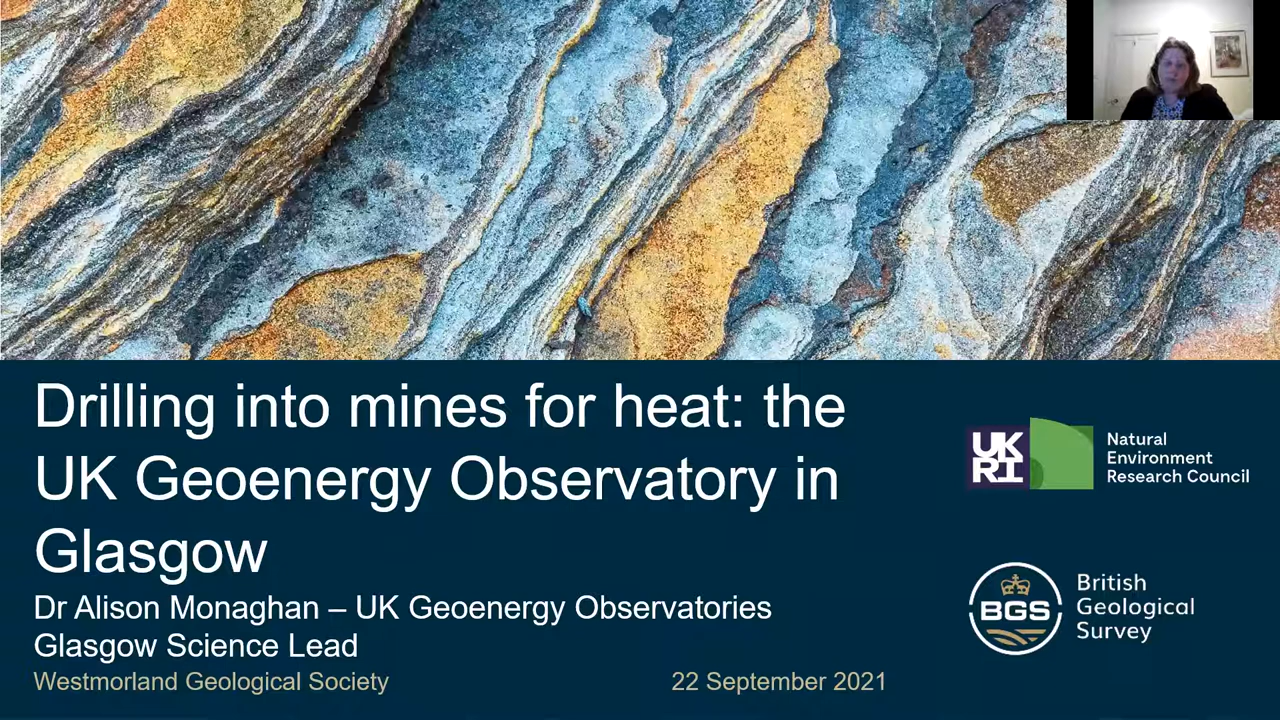 Drilling into mines for heat: the
UK Geoenergy Observatory in
Glasgow
Dr Alison Monaghan – UK Geoenergy Observatories
Glasgow Science Lead
Westmorland Geological Society
22 September 2021
UK
RI
Natural
Environment
Research Council
BGS
British
Geological
Survey